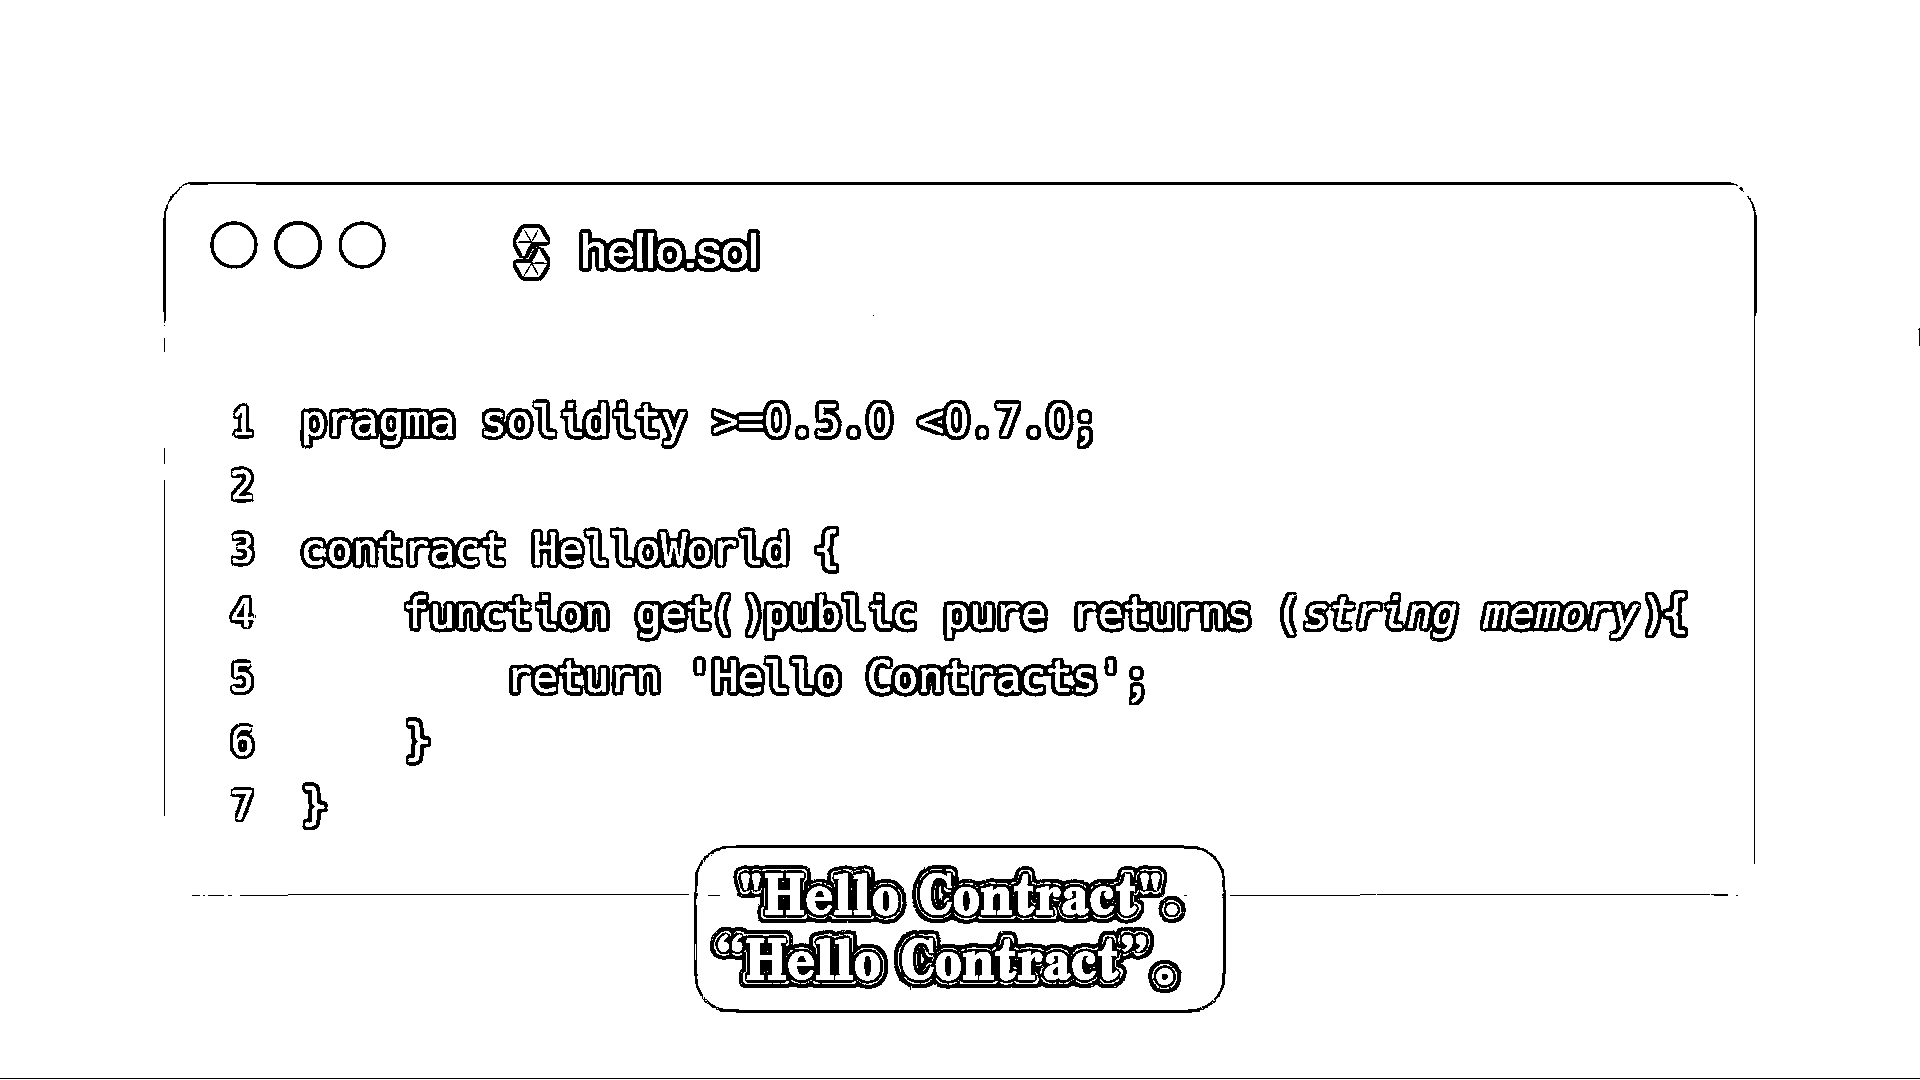 hello.sol
1 pragma solidity >=0.5.0 <0.7.0;
2
3 contract HelloWorld {
4 function get()public pure returns (string memory){
5 return 'Hello Contracts';
6 }
7 }
"Hello Contract"。
“Hello Contract”。